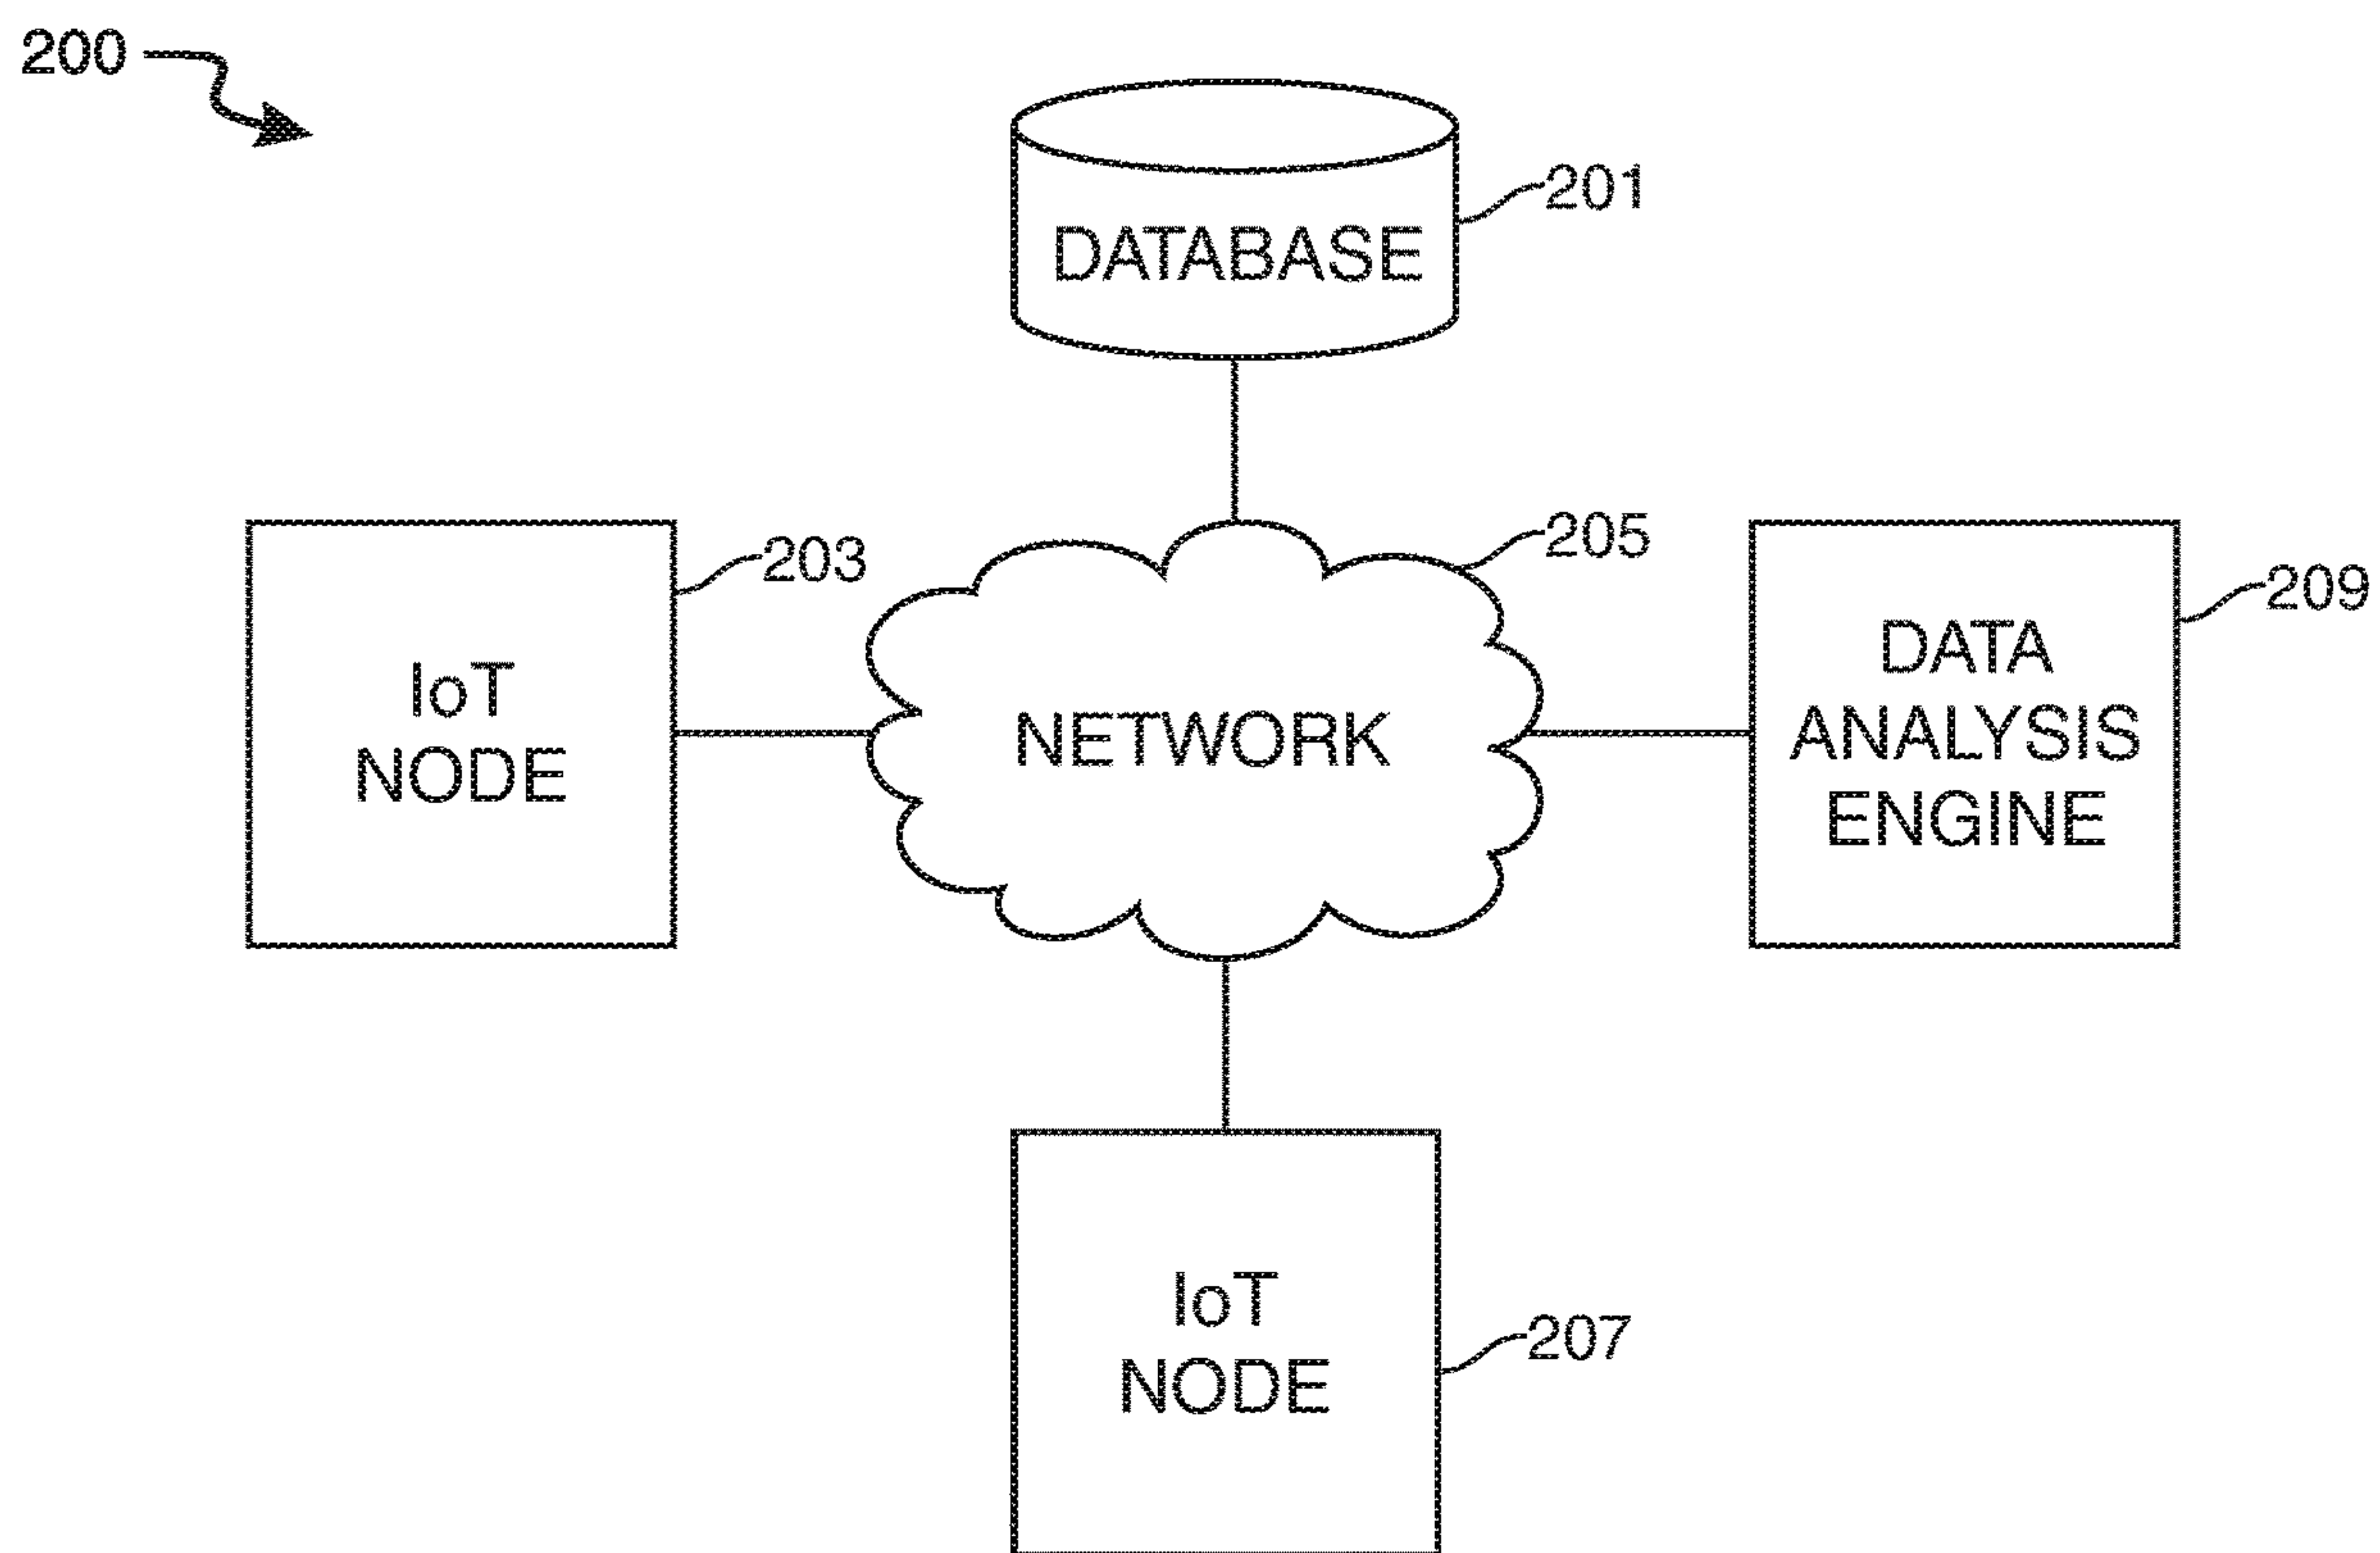 200
201
DATABASE
205
203
209
IoT
NODE
NETWORK
DATA
ANALYSIS
ENGINE
IoT
NODE
207